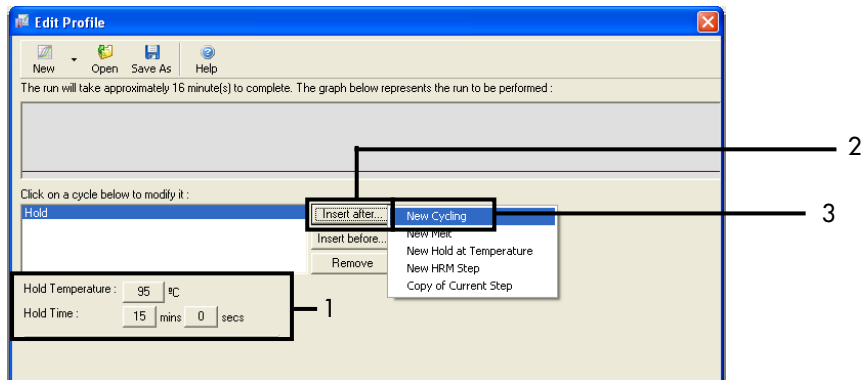 Edit Profile
New Open Save As Help
The run will take approximately 16 minute(s) to complete. The graph below represents the run to be performed :
2
Click on a cycle below to modify it :
Hold
Insert after...
New Cycling
3
Insert before...
New Melt
New Hold at Temperature
Remove
New HRM Step
Copy of Current Step
Hold Temperature : 95 ºC
Hold Time : 15 mins 0 secs
1